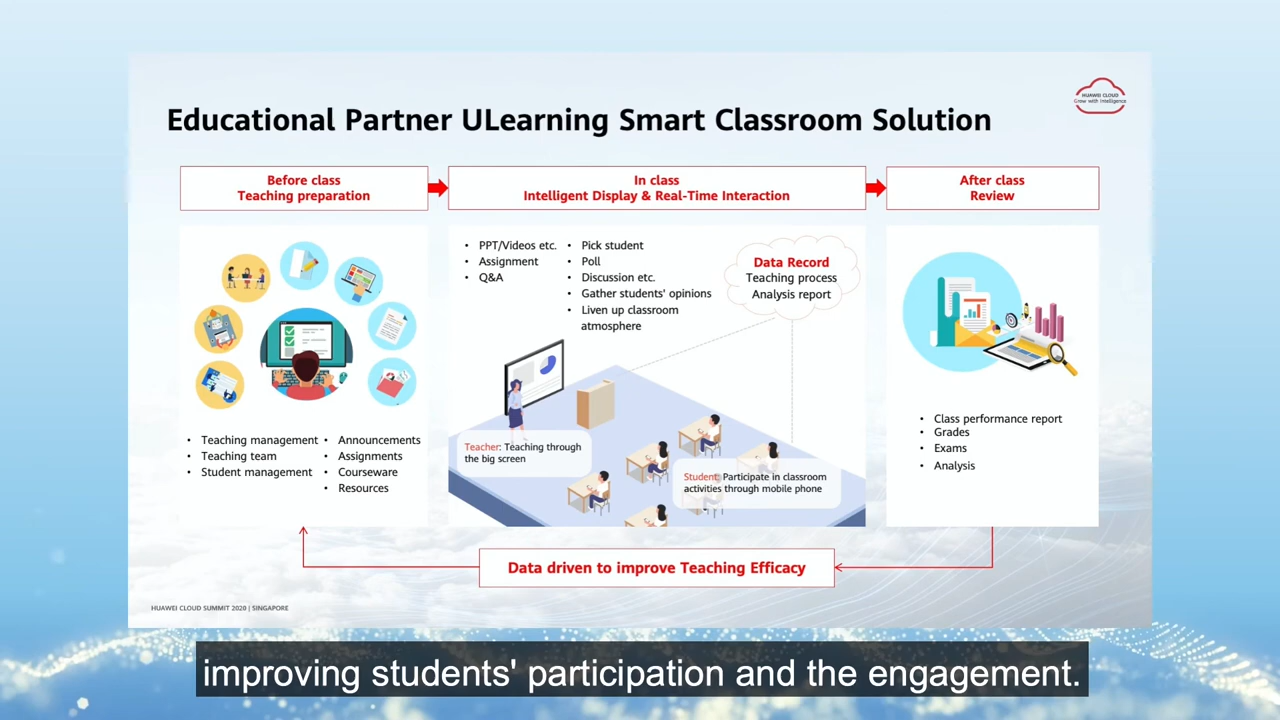 Educational Partner ULearning Smart Classroom Solution
HUAWEI CLOUD
Grow with Intelligence
Before class
Teaching preparation
In class
Intelligent Display & Real-Time Interaction
After class
Review
• Teaching management
• Teaching team
• Student management
• Announcements
• Assignments
• Courseware
• Resources
• PPT/Videos etc.
• Assignment
• Q&A
• Pick student
• Poll
• Discussion etc.
• Gather students' opinions
• Liven up classroom
atmosphere
Data Record
Teaching process
Analysis report
Teacher: Teaching through
the big screen
Student: Participate in classroom
activities through mobile phone
• Class performance report
• Grades
• Exams
• Analysis
Data driven to improve Teaching Efficacy
HUAWEI CLOUD SUMMIT 2020 | SINGAPORE
improving students' participation and the engagement.